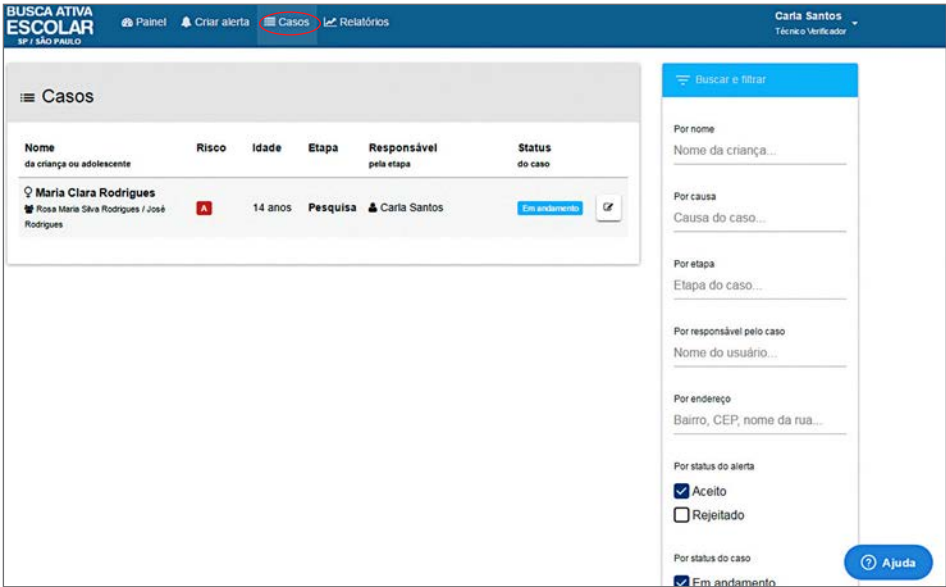 BUSCA ATIVA
ESCOLAR
SP / SÃO PAULO
Painel Criar alerta Casos Relatórios
Carla Santos
Técnico Verificador
Casos
Nome Risco Idade Etapa Responsável Status
da criança ou adolescente pela etapa do caso
Maria Clara Rodrigues
Rosa Maria Silva Rodrigues / José
Rodrigues
A 14 anos Pesquisa Carla Santos Em andamento
Buscar e filtrar
Por nome
Nome da criança...
Por causa
Causa do caso...
Por etapa
Etapa do caso...
Por responsável pelo caso
Nome do usuário...
Por endereço
Bairro, CEP, nome da rua...
Por status do alerta
Aceito
Rejeitado
Por status do caso
Em andamento
Ajuda